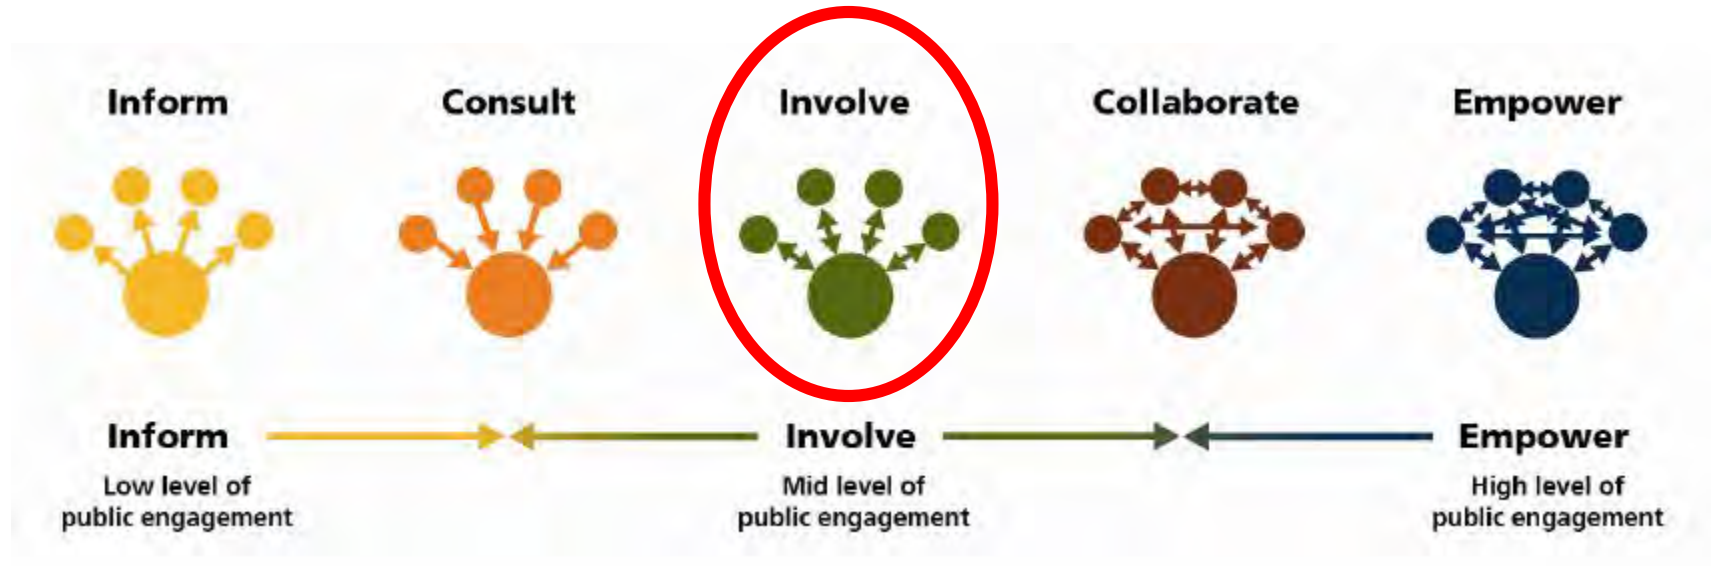 Inform
Consult
Involve
Collaborate
Empower
Inform
Involve
Empower
Low level of
public engagement
Mid level of
public engagement
High level of
public engagement